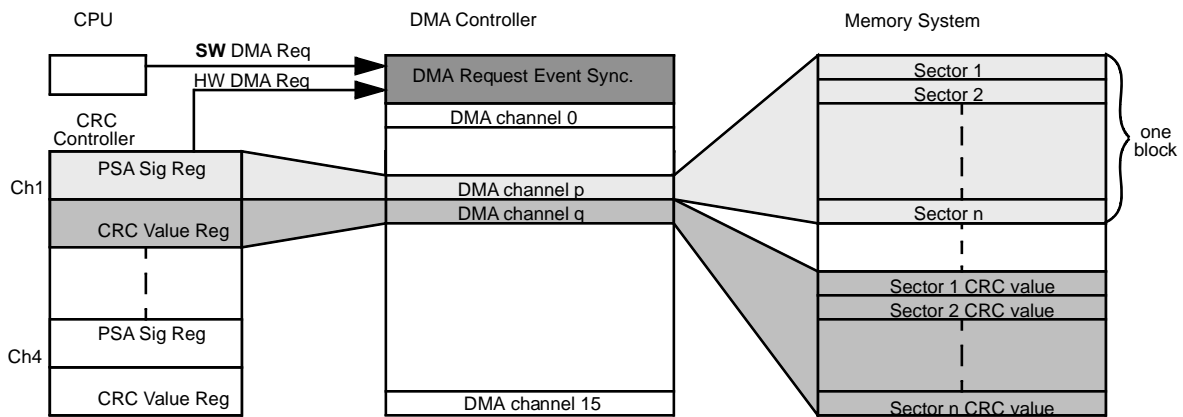 CPU
DMA Controller
Memory System
SW DMA Req
HW DMA Req
DMA Request Event Sync.
DMA channel 0
CRC
Controller
Ch1
PSA Sig Reg
CRC Value Reg
DMA channel p
DMA channel q
PSA Sig Reg
Ch4
CRC Value Reg
DMA channel 15
Sector 1
Sector 2
Sector n
one
block
Sector 1 CRC value
Sector 2 CRC value
Sector n CRC value